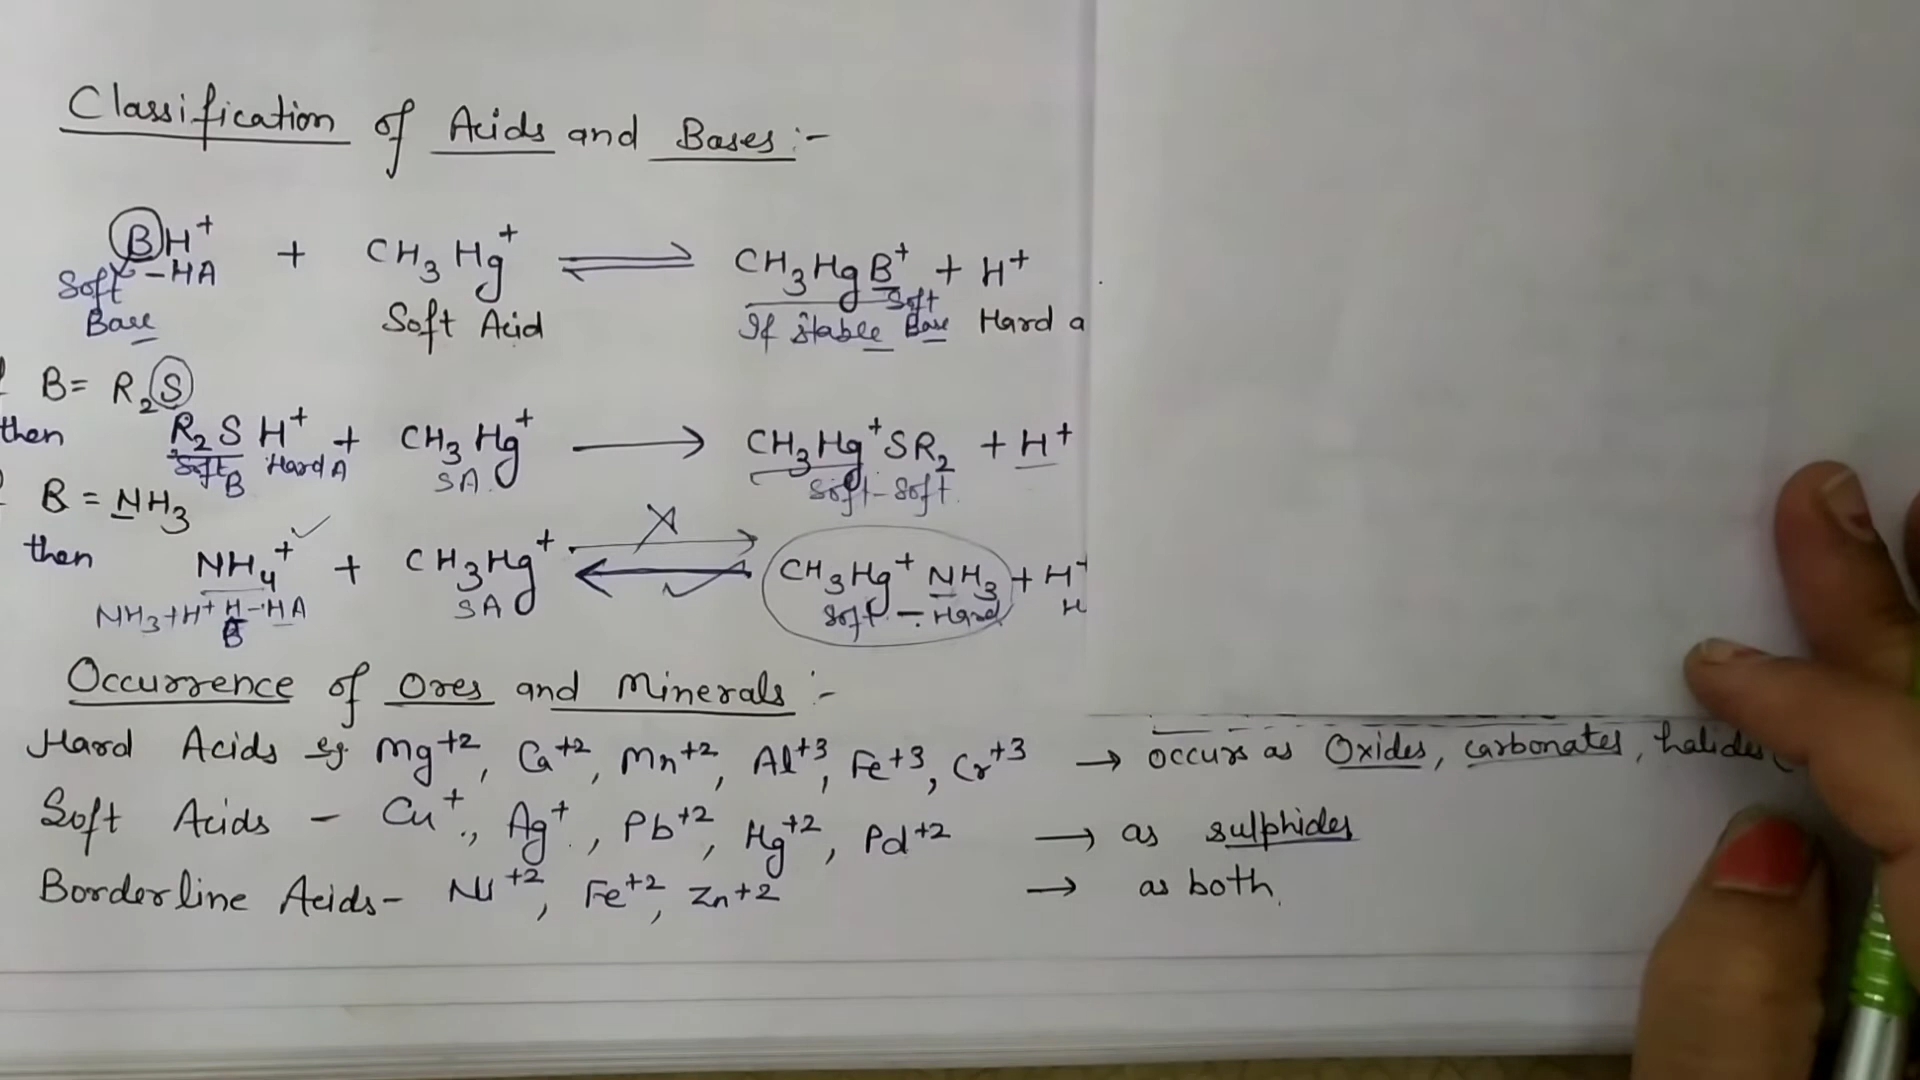 Classification of Acids and Bases :-
BH⁺ + CH₃Hg⁺ ⇌ CH₃HgB⁺ + H⁺
Soft - HA Soft
Base Soft Acid If stable Base Hard a
B = R₂S
then R₂S H⁺ + CH₃Hg⁺ ⟶ CH₃Hg⁺SR₂ + H⁺
Soft B Hard A SA Soft-Soft
B = NH₃
then NH₄⁺ + CH₃Hg⁺ ⇌ CH₃Hg⁺ NH₃ + H⁺
NH₃+H⁺ H-HA SA Soft - Hard H
B
Occurrence of Ores and Minerals :-
Hard Acids eg Mg⁺², Ca⁺², Mn⁺², Al⁺³, Fe⁺³, Cr⁺³ → occurs as Oxides, carbonates, halides (
Soft Acids - Cu⁺, Ag⁺, Pb⁺², Hg⁺², Pd⁺² → as sulphides
Borderline Acids - Ni⁺², Fe⁺², Zn⁺² → as both.